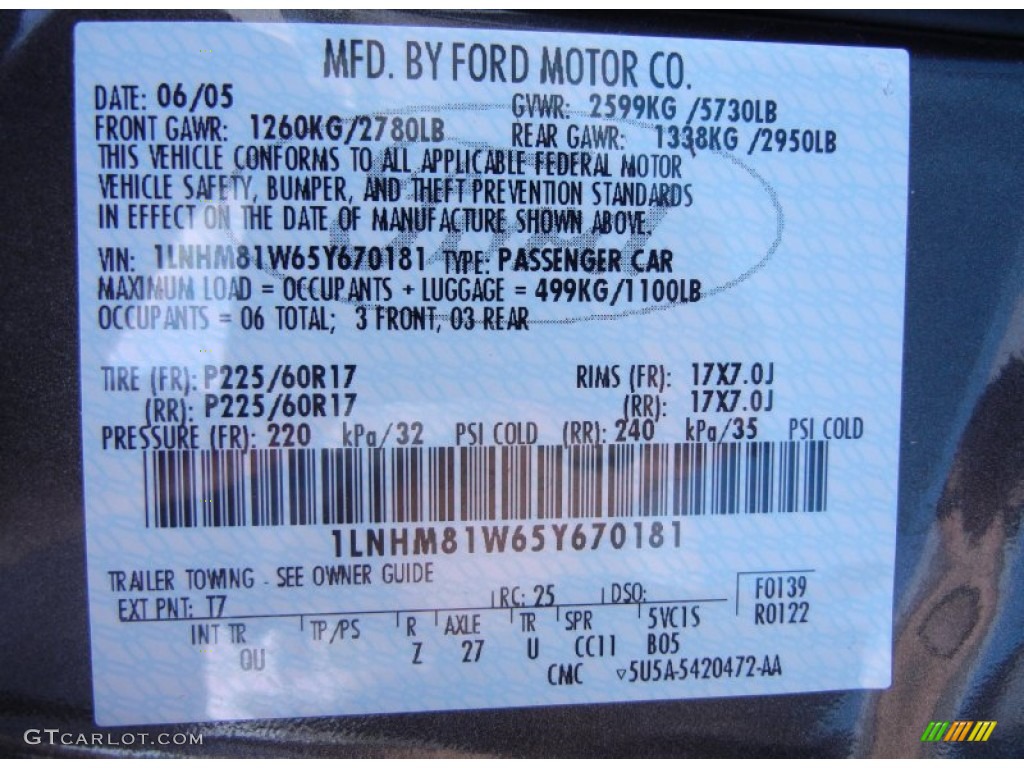 MFD. BY FORD MOTOR CO.
DATE: 06/05 GVWR: 2599KG /5730LB
FRONT GAWR: 1260KG/2780LB REAR GAWR: 1338KG /2950LB
THIS VEHICLE CONFORMS TO ALL APPLICABLE FEDERAL MOTOR
VEHICLE SAFETY, BUMPER, AND THEFT PREVENTION STANDARDS
IN EFFECT ON THE DATE OF MANUFACTURE SHOWN ABOVE.
VIN: 1LNHM81W65Y670181 TYPE: PASSENGER CAR
MAXIMUM LOAD = OCCUPANTS + LUGGAGE = 499KG/1100LB
OCCUPANTS = 06 TOTAL; 3 FRONT, 03 REAR
TIRE (FR): P225/60R17 RIMS (FR): 17X7.0J
(RR): P225/60R17 (RR): 17X7.0J
PRESSURE (FR): 220 kPa/32 PSI COLD (RR): 240 kPa/35 PSI COLD
1LNHM81W65Y670181
TRAILER TOWING - SEE OWNER GUIDE
EXT PNT: T7 RC: 25 DSO: F0139
R0122
INT TR TP/PS R AXLE TR SPR 5VC1S
OU Z 27 U CC11 B05
CMC ▿5U5A-5420472-AA
GTCARLOT.COM